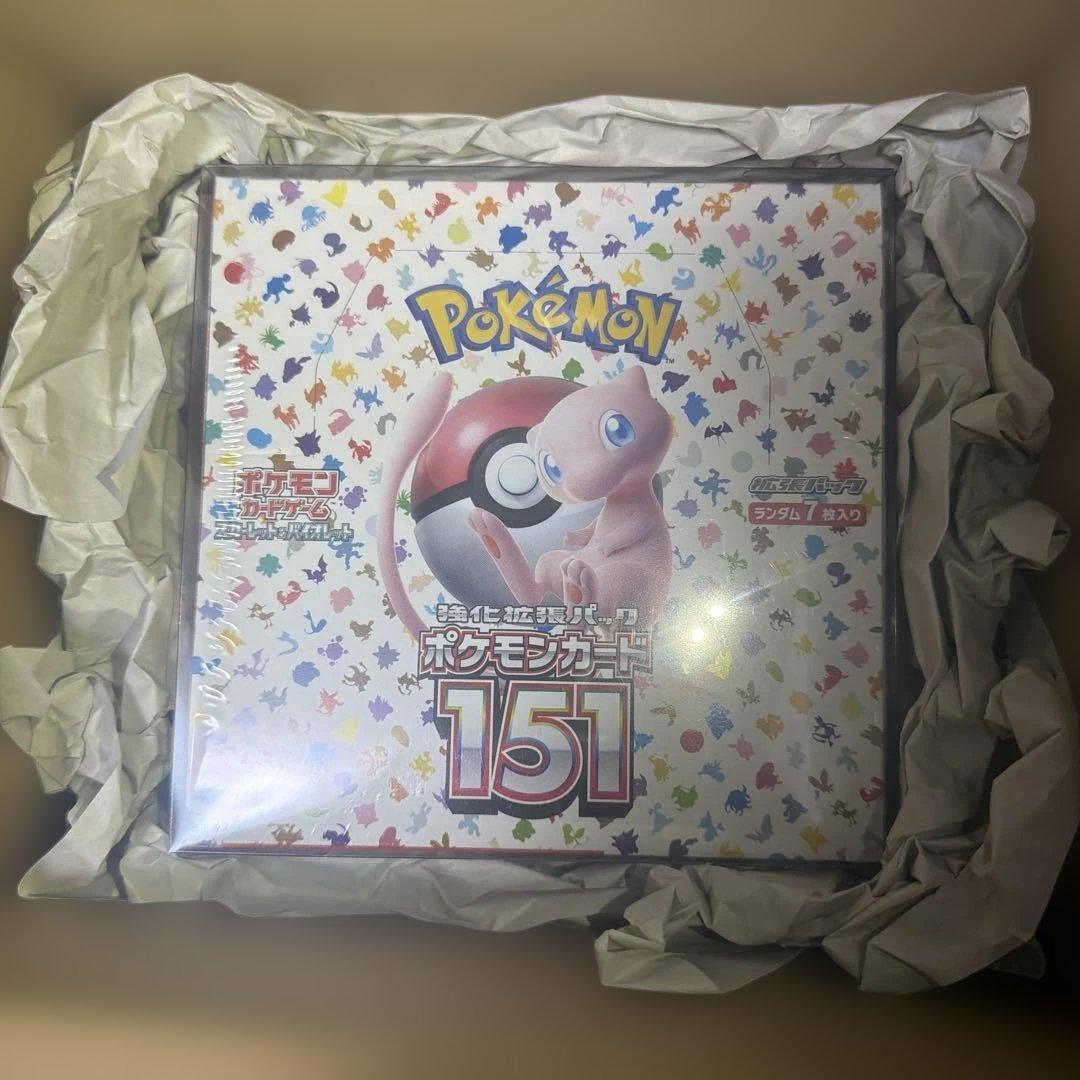 POKéMON
TM
ポケモン
カードゲーム
スカーレット&バイオレット
拡張パック
ランダム7枚入り
強化拡張パック
ポケモンカード
151